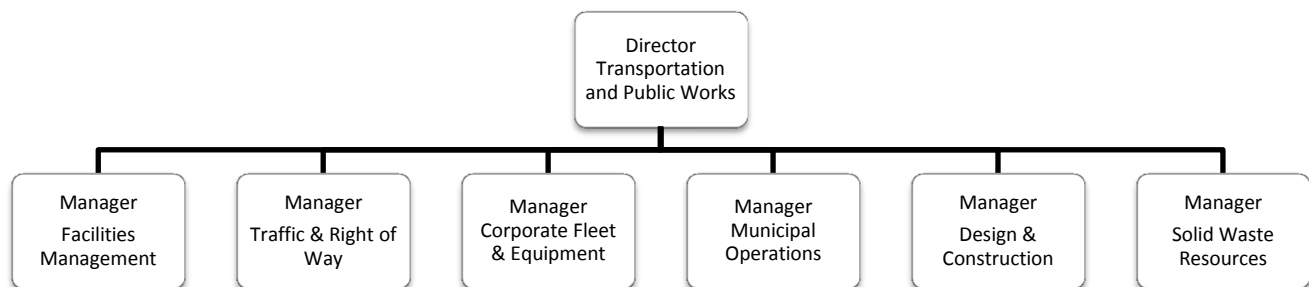 Director
Transportation
and Public Works
Manager
Facilities
Management
Manager
Traffic & Right of
Way
Manager
Corporate Fleet
& Equipment
Manager
Municipal
Operations
Manager
Design &
Construction
Manager
Solid Waste
Resources